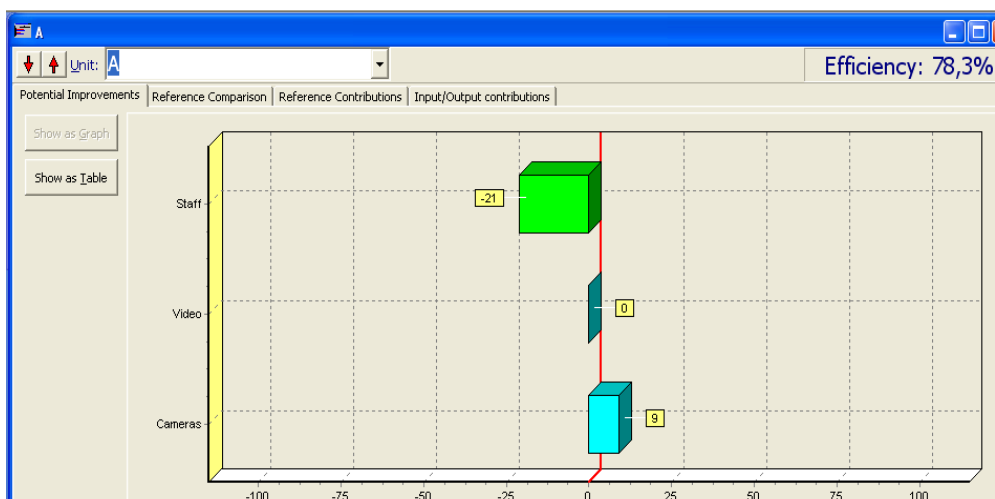 A
Unit: A
Efficiency: 78,3%
Potential Improvements Reference Comparison Reference Contributions Input/Output contributions
Show as Graph
Show as Table
Staff
-21
Video
0
Cameras
9
-100 -75 -50 -25 0 25 50 75 100